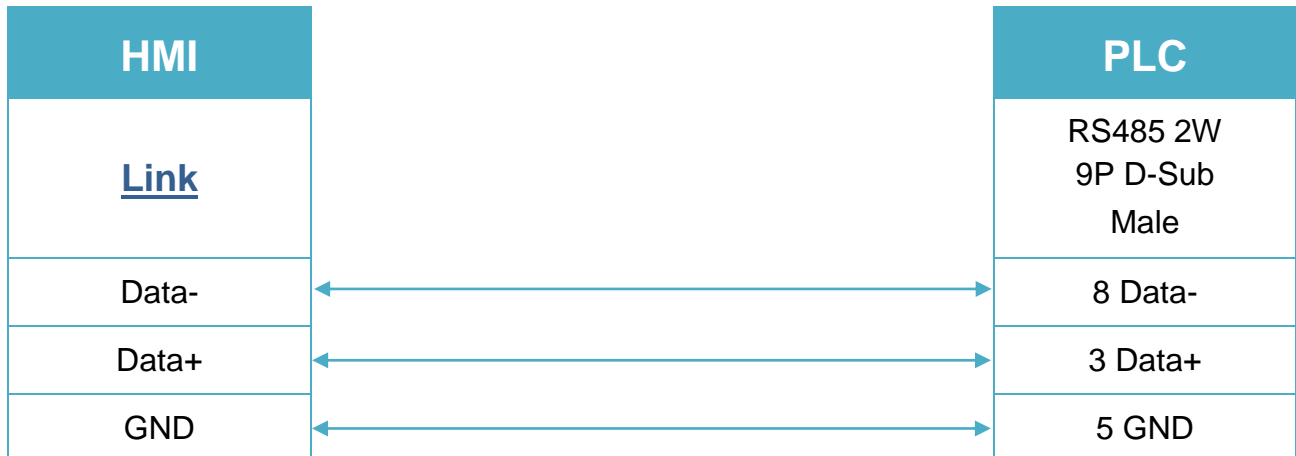 HMI
PLC
Link
RS485 2W
9P D-Sub
Male
Data-
8 Data-
Data+
3 Data+
GND
5 GND